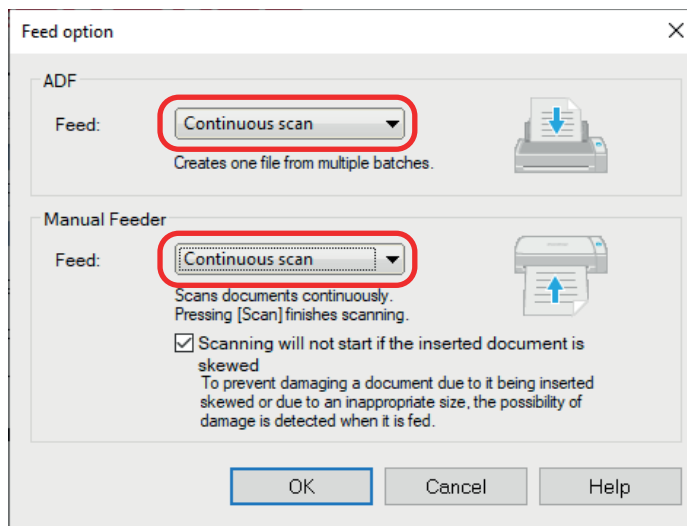 Feed option
ADF
Feed:
Continuous scan
Creates one file from multiple batches.
Manual Feeder
Feed:
Continuous scan
Scans documents continuously.
Pressing [Scan] finishes scanning.
Scanning will not start if the inserted document is
skewed
To prevent damaging a document due to it being inserted
skewed or due to an inappropriate size, the possibility of
damage is detected when it is fed.
OK
Cancel
Help